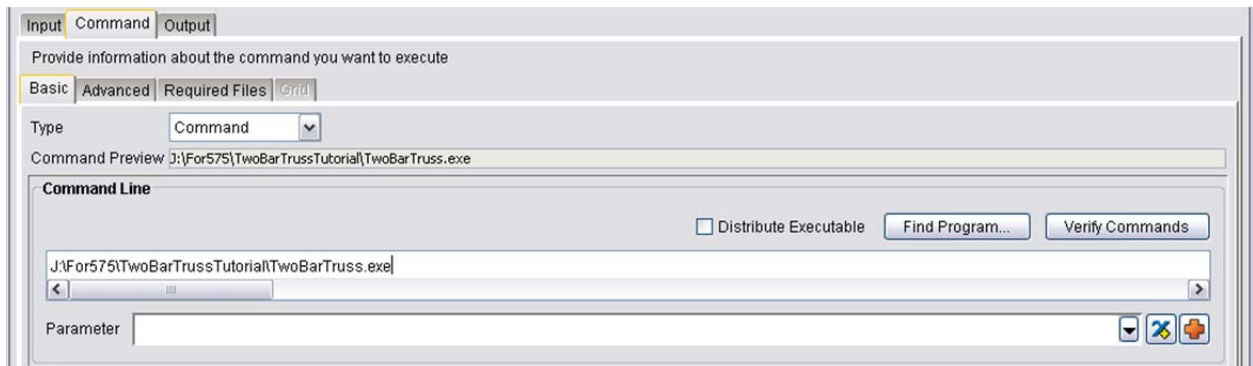 Input Command Output
Provide information about the command you want to execute
Basic Advanced Required Files Grid
Type Command
Command Preview J:\For575\TwoBarTrussTutorial\TwoBarTruss.exe
Command Line
Distribute Executable Find Program... Verify Commands
J:\For575\TwoBarTrussTutorial\TwoBarTruss.exe
Parameter